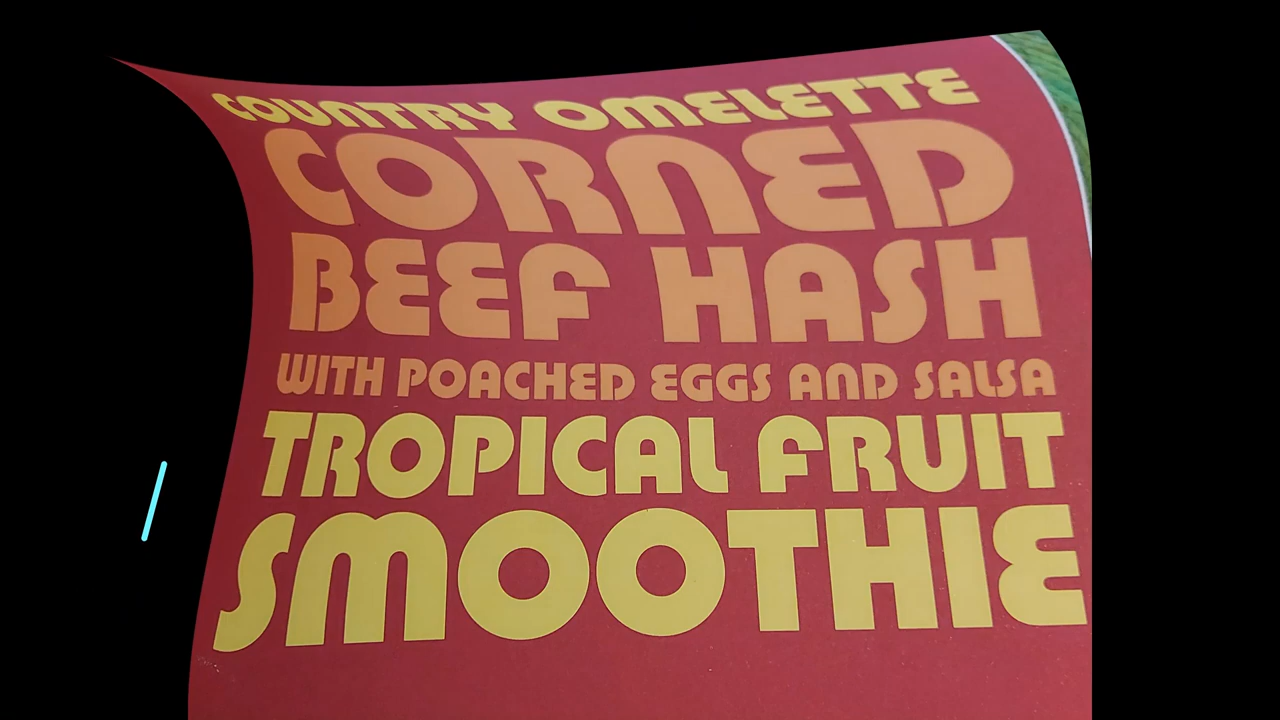 COUNTRY OMELETTE
CORNED
BEEF HASH
WITH POACHED EGGS AND SALSA
TROPICAL FRUIT
SMOOTHIE